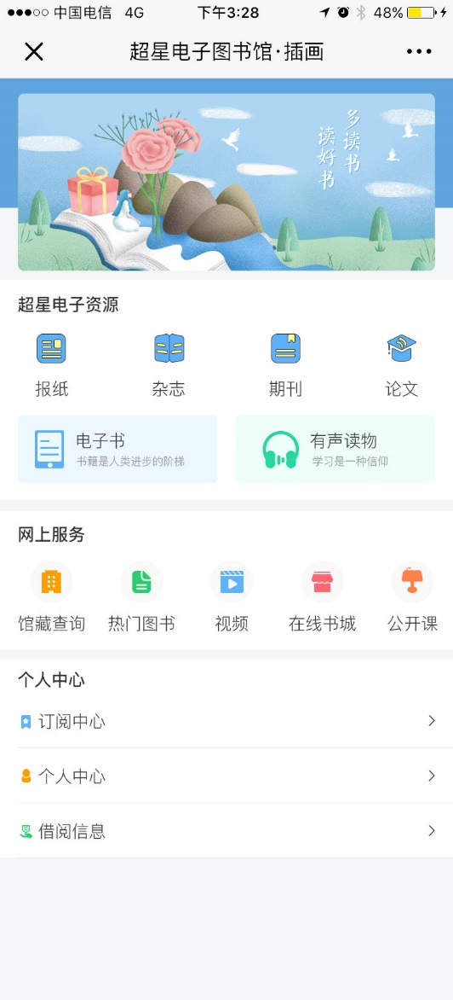 中国电信 4G 下午3:28 48%
超星电子图书馆·插画
多读书
读好书
超星电子资源
报纸 杂志 期刊 论文
电子书 有声读物
书籍是人类进步的阶梯 学习是一种信仰
网上服务
馆藏查询 热门图书 视频 在线书城 公开课
个人中心
订阅中心
个人中心
借阅信息